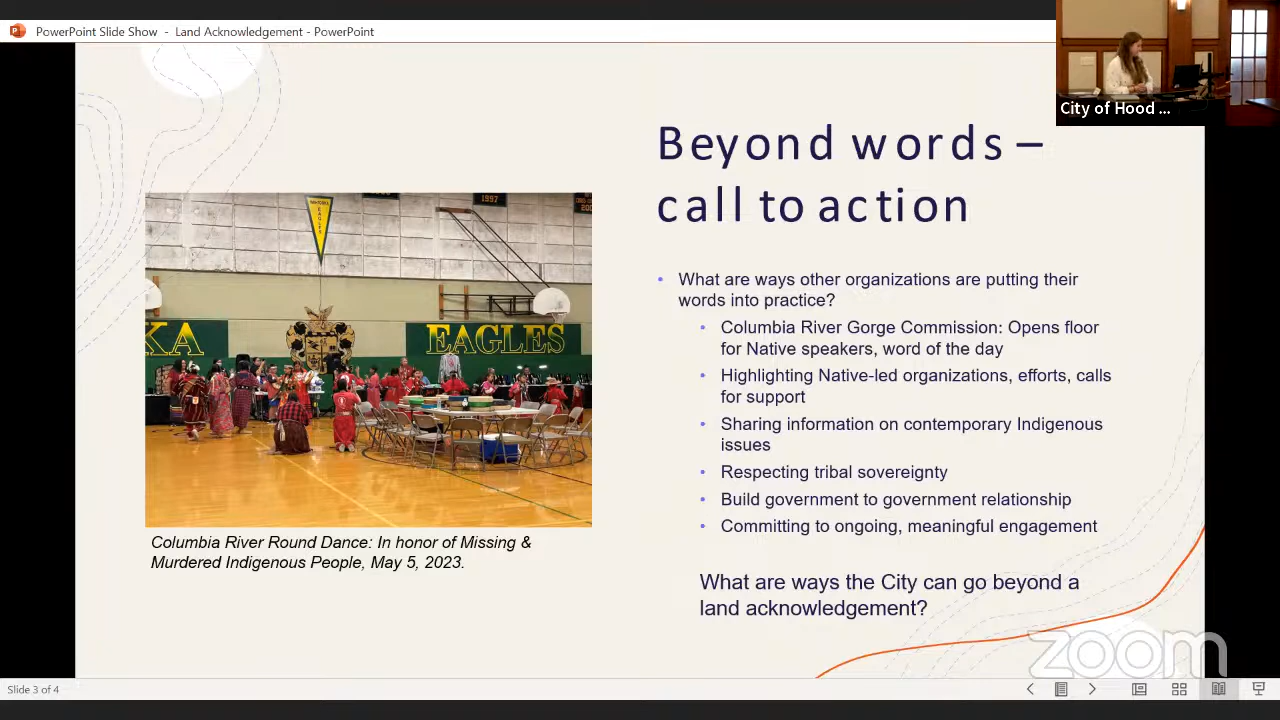 PowerPoint Slide Show - Land Acknowledgement - PowerPoint
City of Hood ...
Beyond words –
call to action
1997
EAGLES
KA
EAGLES
• What are ways other organizations are putting their
words into practice?
• Columbia River Gorge Commission: Opens floor
for Native speakers, word of the day
• Highlighting Native-led organizations, efforts, calls
for support
• Sharing information on contemporary Indigenous
issues
• Respecting tribal sovereignty
• Build government to government relationship
• Committing to ongoing, meaningful engagement
Columbia River Round Dance: In honor of Missing &
Murdered Indigenous People, May 5, 2023.
What are ways the City can go beyond a
land acknowledgement?
zoom
Slide 3 of 4